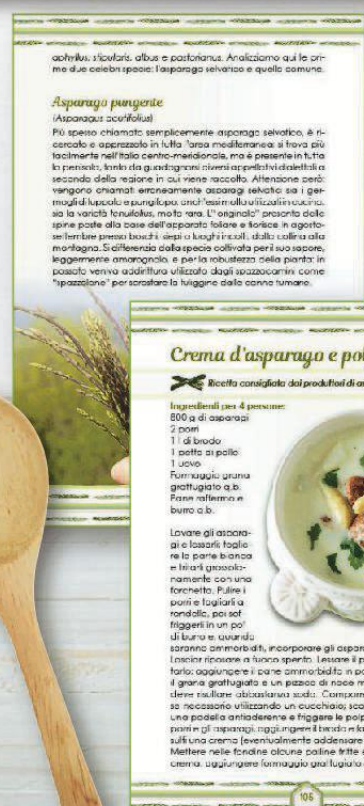 aphyllus, stipularis, albus e pastorianus. Analizziamo qui le pri-
me due celebri specie: l'asparago selvatico e quello comune.
Asparago pungente
(Asparagus acutifolius)
Più spesso chiamato semplicemente asparago selvatico, è ri-
cercato e apprezzato in tutta l'area mediterranea: si trova più
facilmente nell'Italia centro-meridionale, ma è presente in tutta
la penisola, tanto da guadagnarsi diversi appellativi dialettali a
seconda della regione in cui viene raccolto. Attenzione però:
vengono chiamati erroneamente asparagi selvatici sia i ger-
mogli di luppolo e pungitopo, anch'essi molto utilizzati in cucina,
sia la varietà tenuifolius, molto rara. L'"originale" presenta delle
spine poste alla base dell'apparato foliare e fiorisce in agosto-
settembre presso boschi, siepi o luoghi incolti, dalla collina alla
montagna. Si differenzia dalla specie coltivata per il suo sapore,
leggermente amarognolo, e per la robustezza della pianta: in
passato veniva addirittura utilizzato dagli spazzacamini come
"spazzolone" per scrostare la fuliggine dalle canne fumarie.
Crema d'asparago e pol
Ricetta consigliata dai produttori di a
Ingredienti per 4 persone:
800 g di asparagi
2 porri
1 l di brodo
1 petto di pollo
1 uovo
Formaggio grana
grattugiato q.b.
Pane raffermo e
burro q.b.
Lavare gli aspara-
gi e lessarli; taglia-
re la parte bianca
e tritarli grossola-
namente con una
forchetta. Pulire i
porri e tagliarli a
rondelle, poi sof
friggerli in un po'
di burro e, quando
saranno ammorbiditi, incorporare gli aspar
Lasciar riposare a fuoco spento. Lessare il p
tarlo; aggiungere il pane ammorbidito in
il grana grattugiato e un pizzico di noce m
deve risultare abbastanza sodo. Compor
se necessario utilizzando un cucchiaio; sc
una padella antiaderente e friggere le polp
porri e gli asparagi, aggiungere il brodo e
sulti una crema (eventualmente addensare
Mettere nelle fondine alcune palline fritte
crema, aggiungere formaggio grattugiato
106